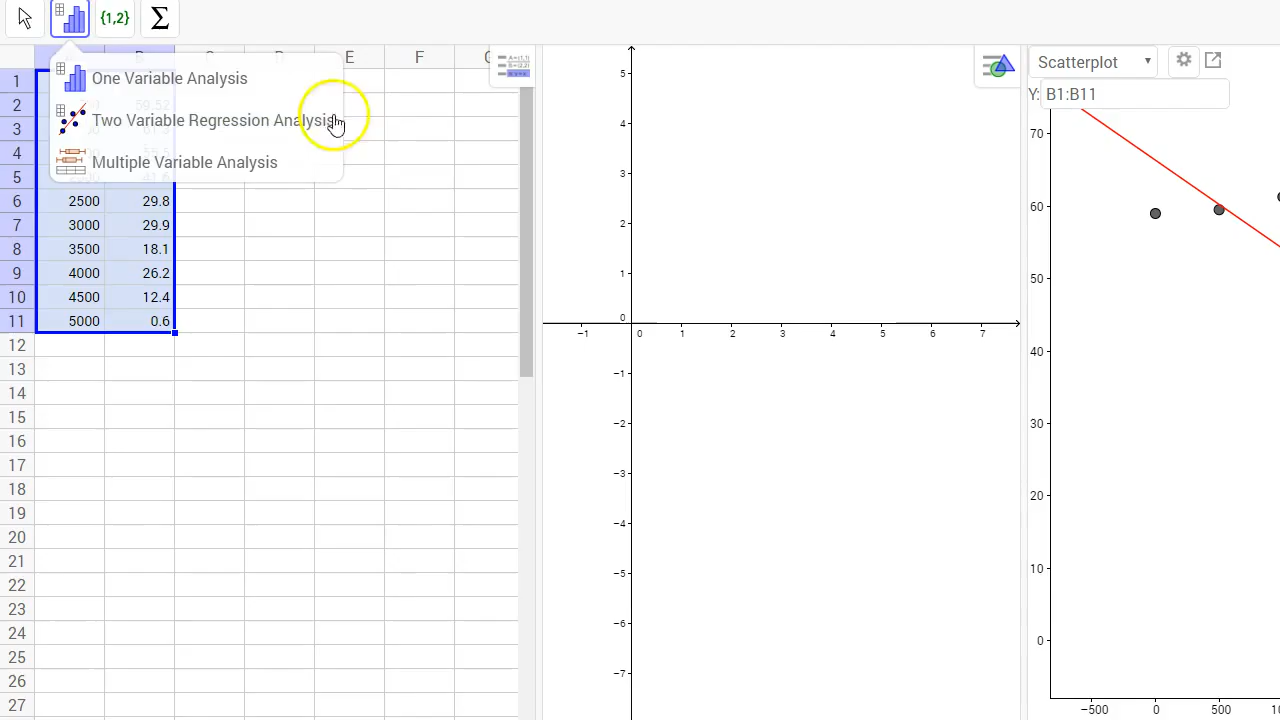 {1,2}
Σ
B C D E F
One Variable Analysis
Two Variable Regression Analysis
Multiple Variable Analysis
1
2 59.52
3
4
5 41.6
6 2500 29.8
7 3000 29.9
8 3500 18.1
9 4000 26.2
10 4500 12.4
11 5000 0.6
12
13
14
15
16
17
18
19
20
21
22
23
24
25
26
27
5
4
3
2
1
0
−1 0 1 2 3 4 5 6 7
−1
−2
−3
−4
−5
−6
−7
Scatterplot
Y: B1:B11
70
60
50
40
30
20
10
0
−500 0 500